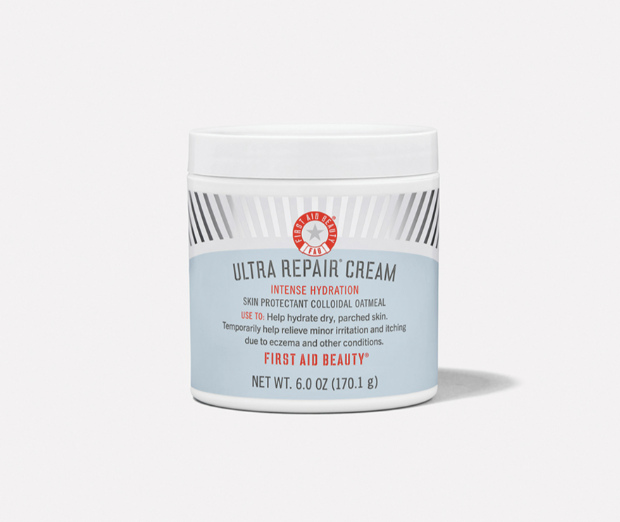 FIRST AID BEAUTY
FAB
ULTRA REPAIR® CREAM
INTENSE HYDRATION
SKIN PROTECTANT COLLOIDAL OATMEAL
USE TO: Help hydrate dry, parched skin.
Temporarily help relieve minor irritation and itching
due to eczema and other conditions.
FIRST AID BEAUTY®
NET WT. 6.0 OZ (170.1 g)